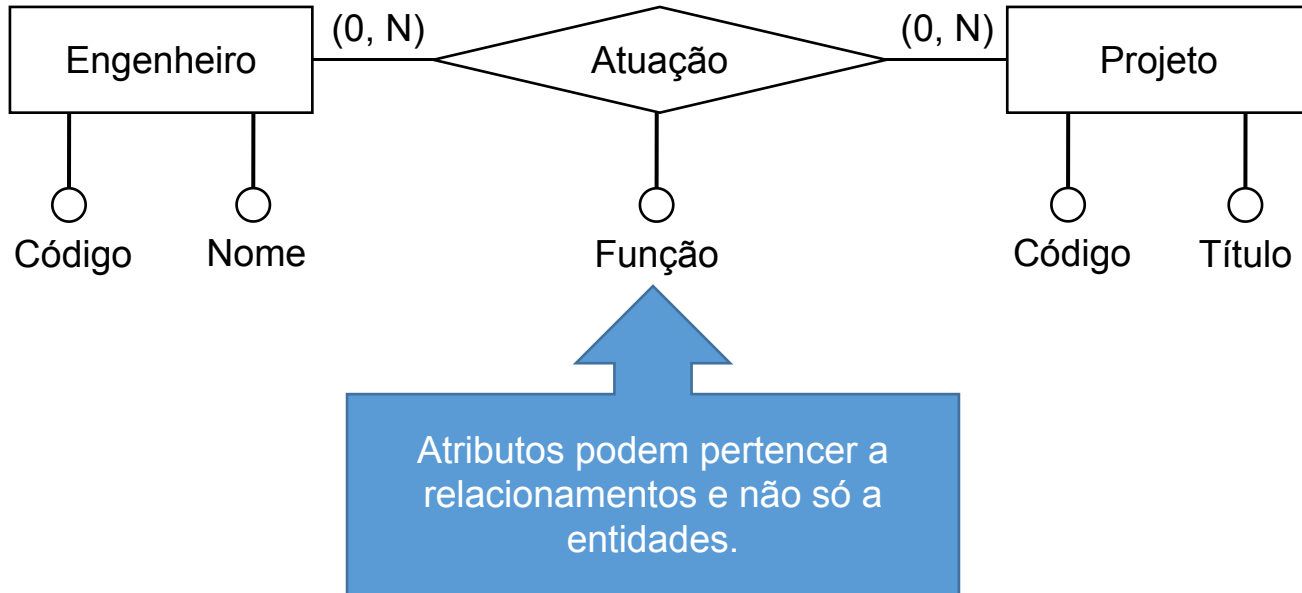 (0, N)
(0, N)
Engenheiro
Atuação
Projeto
Código
Nome
Função
Código
Título
Atributos podem pertencer a
relacionamentos e não só a
entidades.